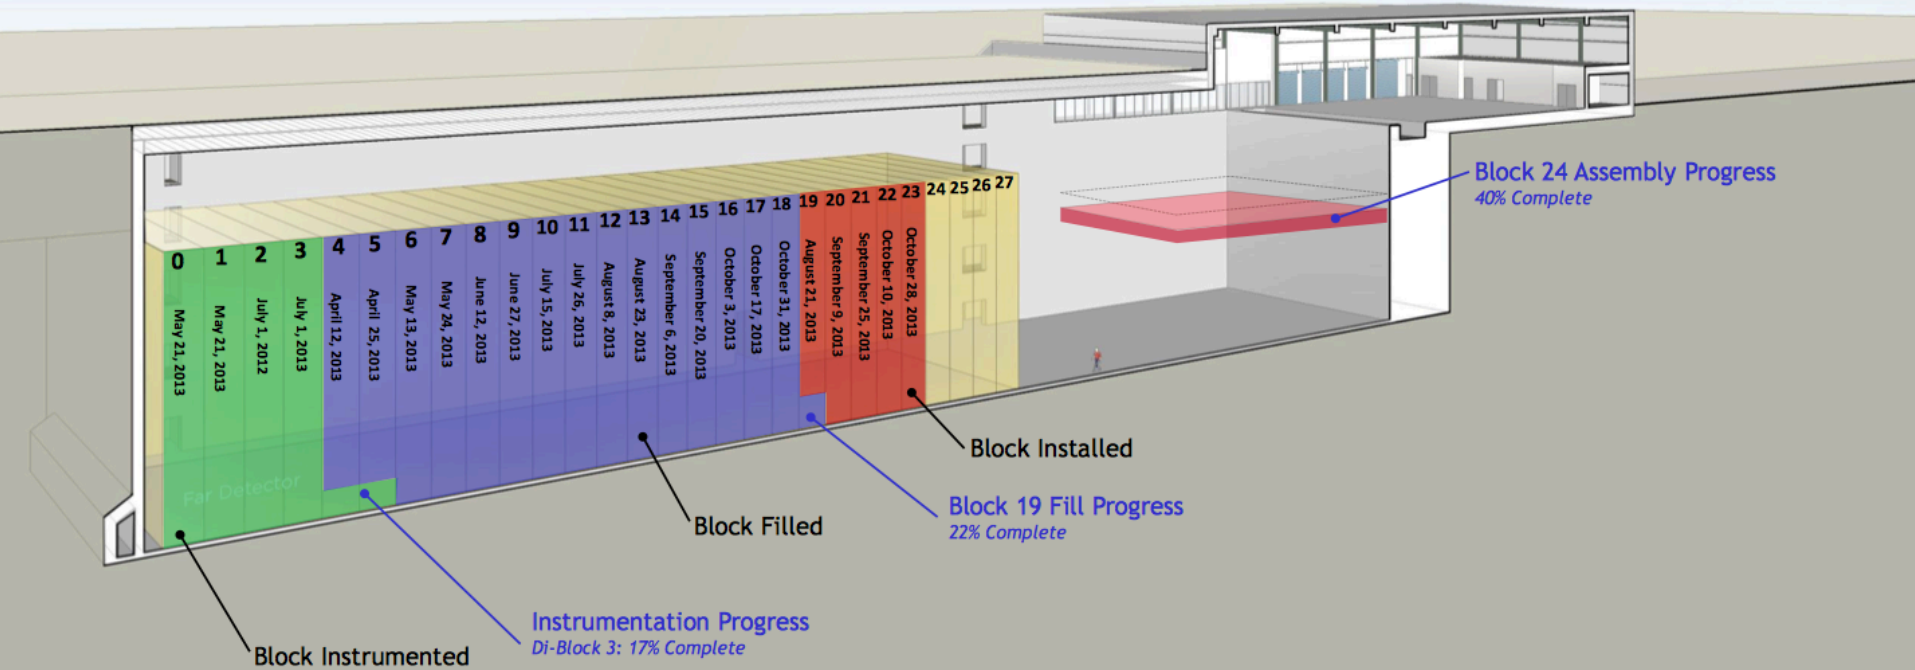 0 1 2 3 4 5 6 7 8 9 10 11 12 13 14 15 16 17 18 19 20 21 22 23 24 25 26 27
May 21, 2013
May 21, 2013
July 1, 2012
July 1, 2013
April 12, 2013
April 25, 2013
May 13, 2013
May 24, 2013
June 12, 2013
June 27, 2013
July 15, 2013
July 26, 2013
August 8, 2013
August 23, 2013
September 6, 2013
September 20, 2013
October 3, 2013
October 17, 2013
October 31, 2013
August 21, 2013
September 9, 2013
September 25, 2013
October 10, 2013
October 28, 2013
Block 24 Assembly Progress
40% Complete
Far Detector
Block Installed
Block 19 Fill Progress
22% Complete
Block Filled
Instrumentation Progress
Di-Block 3: 17% Complete
Block Instrumented